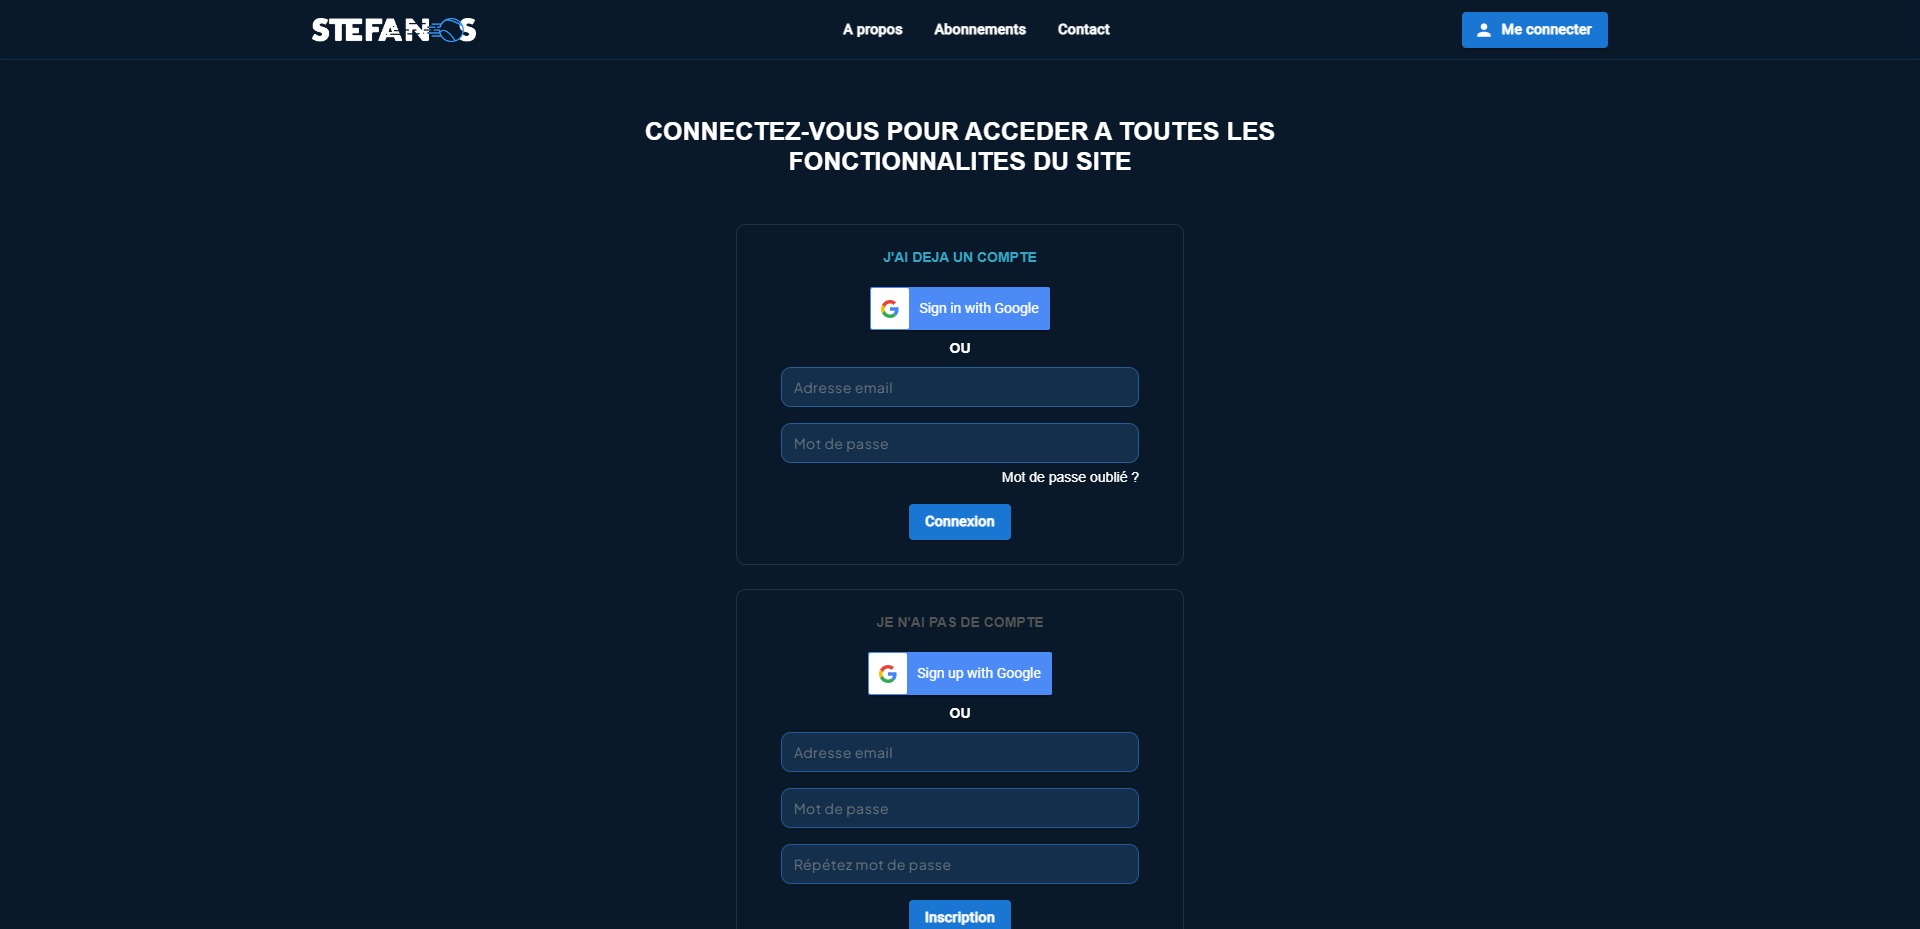 STEFANOS
A propos
Abonnements
Contact
Me connecter
CONNECTEZ-VOUS POUR ACCEDER A TOUTES LES
FONCTIONNALITES DU SITE
J'AI DEJA UN COMPTE
Sign in with Google
OU
Adresse email
Mot de passe
Mot de passe oublié ?
Connexion
JE N'AI PAS DE COMPTE
Sign up with Google
OU
Adresse email
Mot de passe
Répétez mot de passe
Inscription